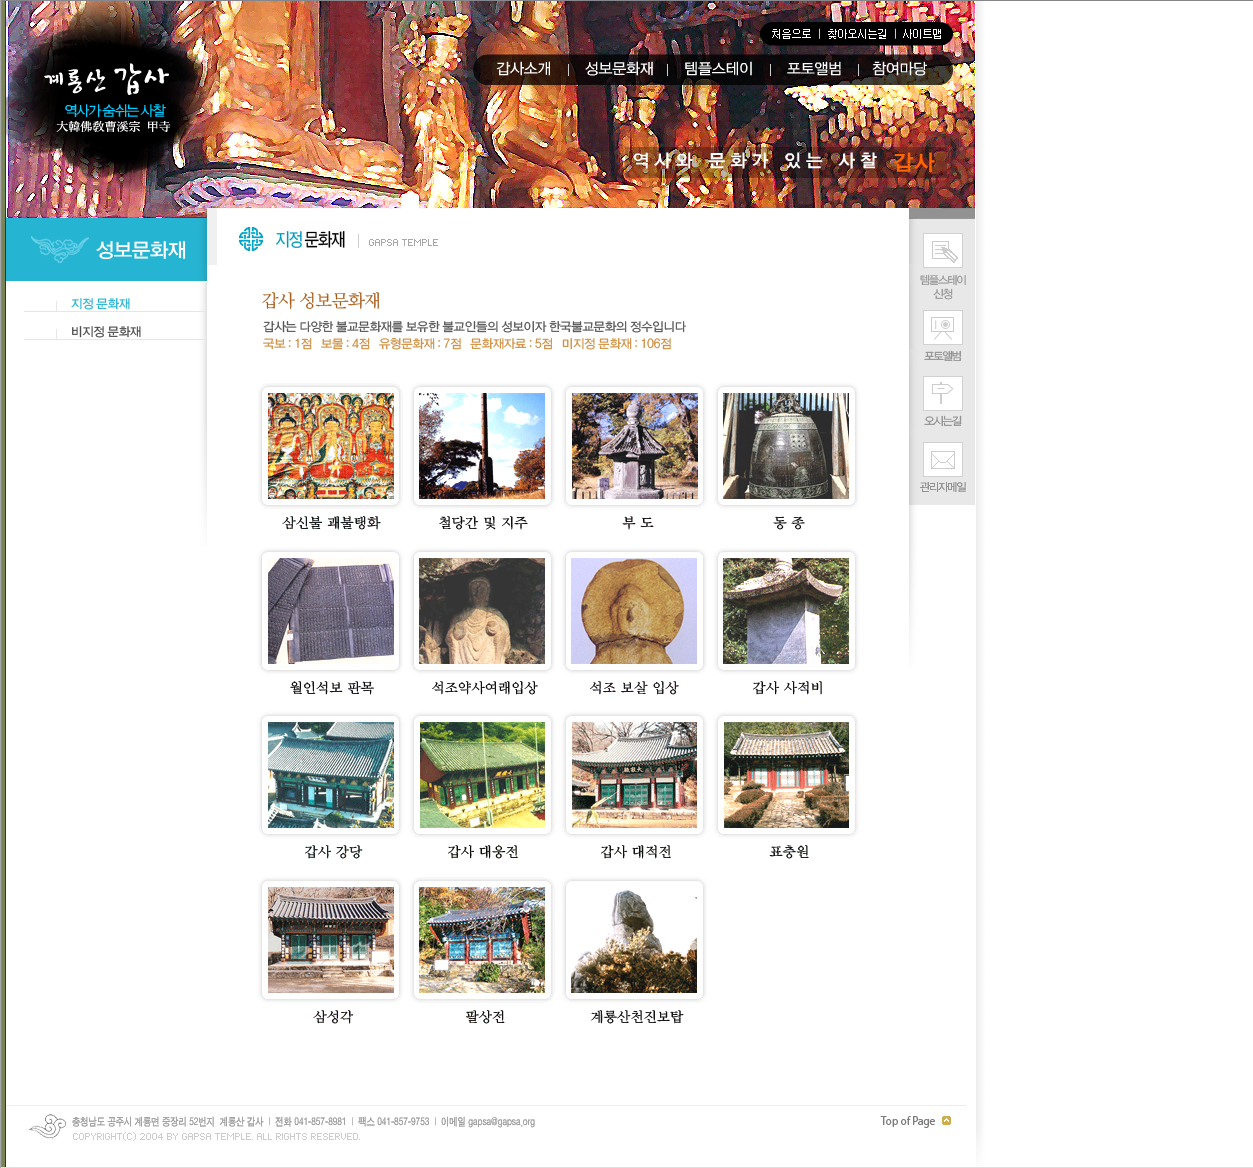 처음으로 | 찾아오시는길 | 사이트맵
계룡산 갑사
역사가 숨쉬는 사찰
大韓佛敎曹溪宗 甲寺
갑사소개 | 성보문화재 | 템플스테이 | 포토앨범 | 참여마당
역사와 문화가 있는 사찰 갑사
성보문화재
지정 문화재
비지정 문화재
지정 문화재 | GAPSA TEMPLE
갑사 성보문화재
갑사는 다양한 불교문화재를 보유한 불교인들의 성보이자 한국불교문화의 정수입니다
국보 : 1점 보물 : 4점 유형문화재 : 7점 문화재자료 : 5점 미지정 문화재 : 106점
삼신불 괘불탱화 철당간 및 지주 부 도 동 종
월인석보 판목 석조약사여래입상 석조 보살 입상 갑사 사적비
갑사 강당 갑사 대웅전 갑사 대적전 표충원
삼성각 팔상전 계룡산천진보탑
템플스테이
신청
포토앨범
오시는길
관리자메일
충청남도 공주시 계룡면 중장리 52번지 계룡산 갑사 | 전화 041-857-8981 | 팩스 041-857-9753 | 이메일 gapsa@gapsa.org
COPYRIGHT(C) 2004 BY GAPSA TEMPLE. ALL RIGHTS RESERVED.
Top of Page